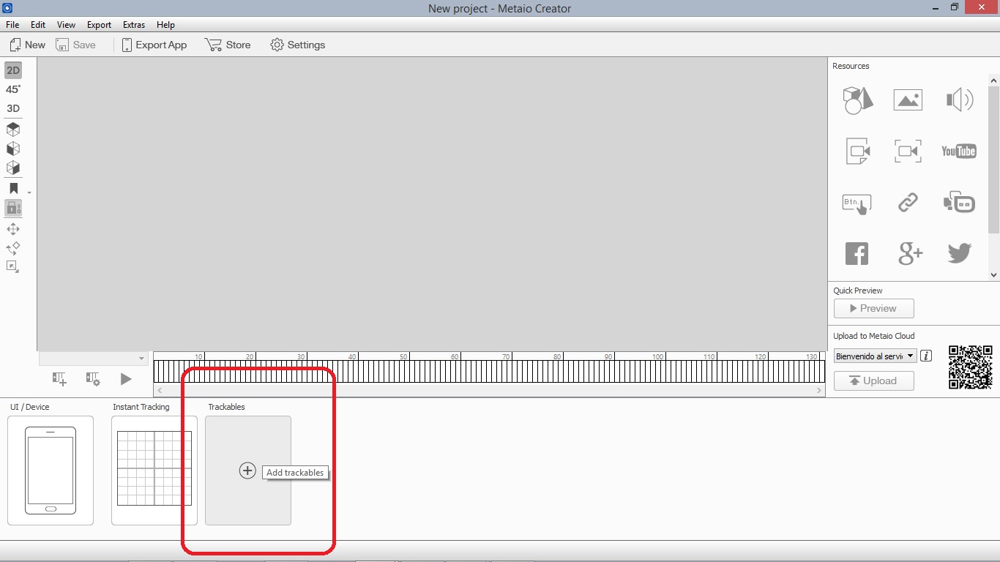 New project - Metaio Creator
File Edit View Export Extras Help
New Save Export App Store Settings
2D
45°
3D
Resources
YouTube
Btn.
g+
Quick Preview
Preview
Upload to Metaio Cloud
Bienvenido al servi
i
Upload
10 20 30 40 50 60 70 80 90 100 110 120 130
UI / Device Instant Tracking Trackables
Add trackables